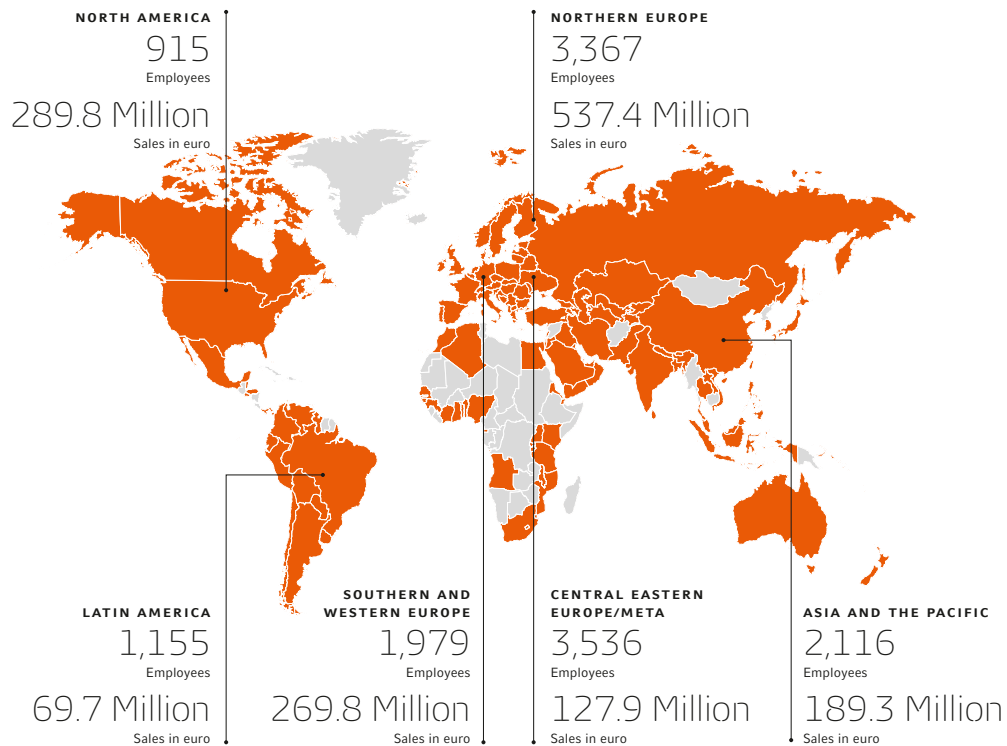 NORTH AMERICA
915
Employees
289.8 Million
Sales in euro
NORTHERN EUROPE
3,367
Employees
537.4 Million
Sales in euro
LATIN AMERICA
1,155
Employees
69.7 Million
Sales in euro
SOUTHERN AND
WESTERN EUROPE
1,979
Employees
269.8 Million
Sales in euro
CENTRAL EASTERN
EUROPE/META
3,536
Employees
127.9 Million
Sales in euro
ASIA AND THE PACIFIC
2,116
Employees
189.3 Million
Sales in euro